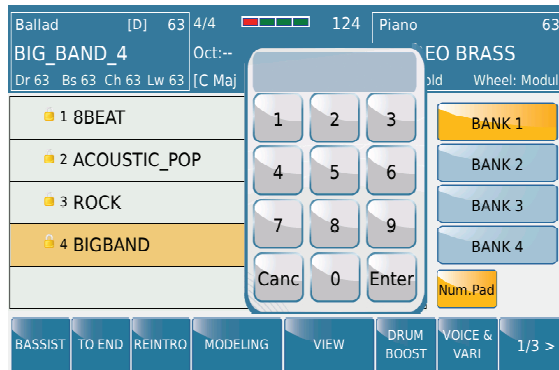 Ballad [D] 63 4/4 124 Piano 63
BIG_BAND_4 Oct:-- EO BRASS
Dr 63 Bs 63 Ch 63 Lw 63 [C Maj old Wheel: Modul
1 8BEAT
2 ACOUSTIC_POP
3 ROCK
4 BIGBAND
1 2 3
4 5 6
7 8 9
Canc 0 Enter
BANK 1
BANK 2
BANK 3
BANK 4
Num.Pad
BASSIST TO END REINTRO MODELING VIEW DRUM BOOST VOICE & VARI 1/3 >